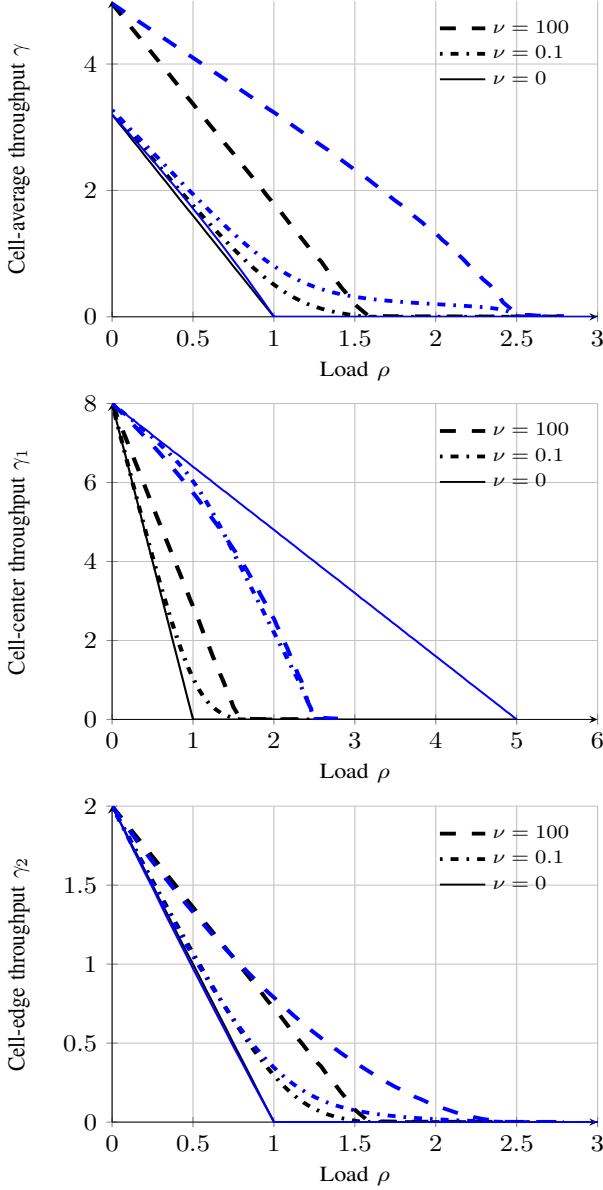 Cell-average throughput γ
4
2
0
ν = 100
ν = 0.1
ν = 0
0 0.5 1 1.5 2 2.5 3
Load ρ
Cell-center throughput γ₁
8
6
4
2
0
ν = 100
ν = 0.1
ν = 0
0 1 2 3 4 5 6
Load ρ
Cell-edge throughput γ₂
2
1.5
1
0.5
0
ν = 100
ν = 0.1
ν = 0
0 0.5 1 1.5 2 2.5 3
Load ρ